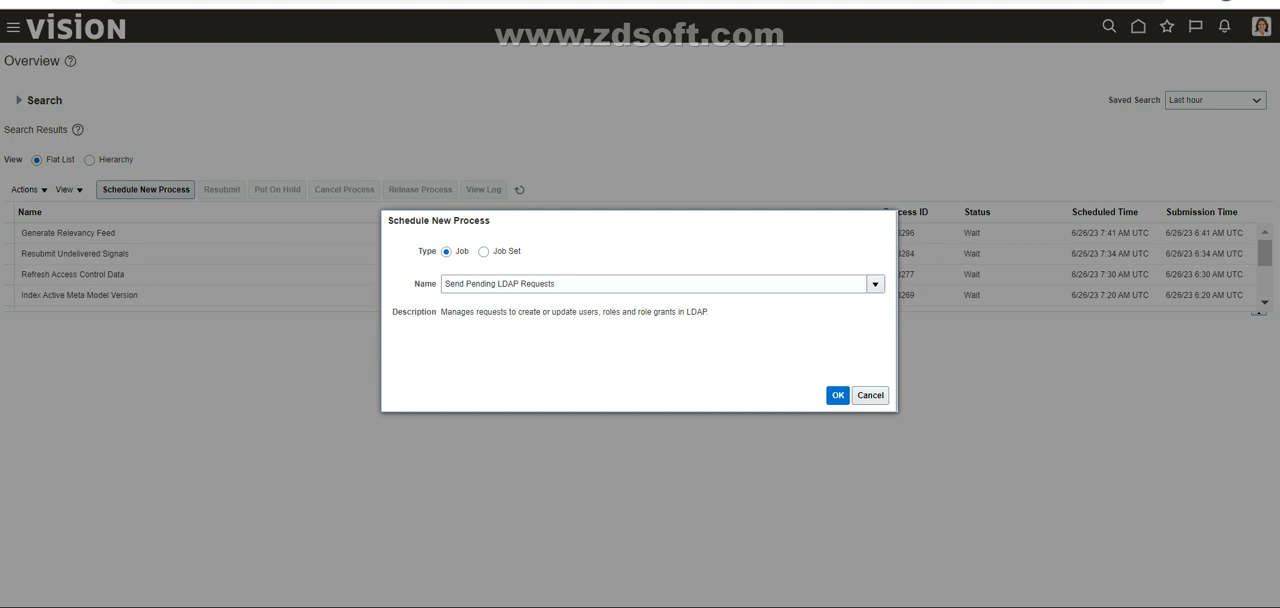 VISION
www.zdsoft.com
Overview
Search
Saved Search Last hour
Search Results
View Flat List Hierarchy
Actions View Schedule New Process Resubmit Put On Hold Cancel Process Release Process View Log
Name ess ID Status Scheduled Time Submission Time
Generate Relevancy Feed 3296 Wait 6/26/23 7:41 AM UTC 6/26/23 6:41 AM UTC
Resubmit Undelivered Signals 3284 Wait 6/26/23 7:34 AM UTC 6/26/23 6:34 AM UTC
Refresh Access Control Data 3277 Wait 6/26/23 7:30 AM UTC 6/26/23 6:30 AM UTC
Index Active Meta Model Version 3269 Wait 6/26/23 7:20 AM UTC 6/26/23 6:20 AM UTC
Schedule New Process
Type Job Job Set
Name Send Pending LDAP Requests
Description Manages requests to create or update users, roles and role grants in LDAP.
OK Cancel